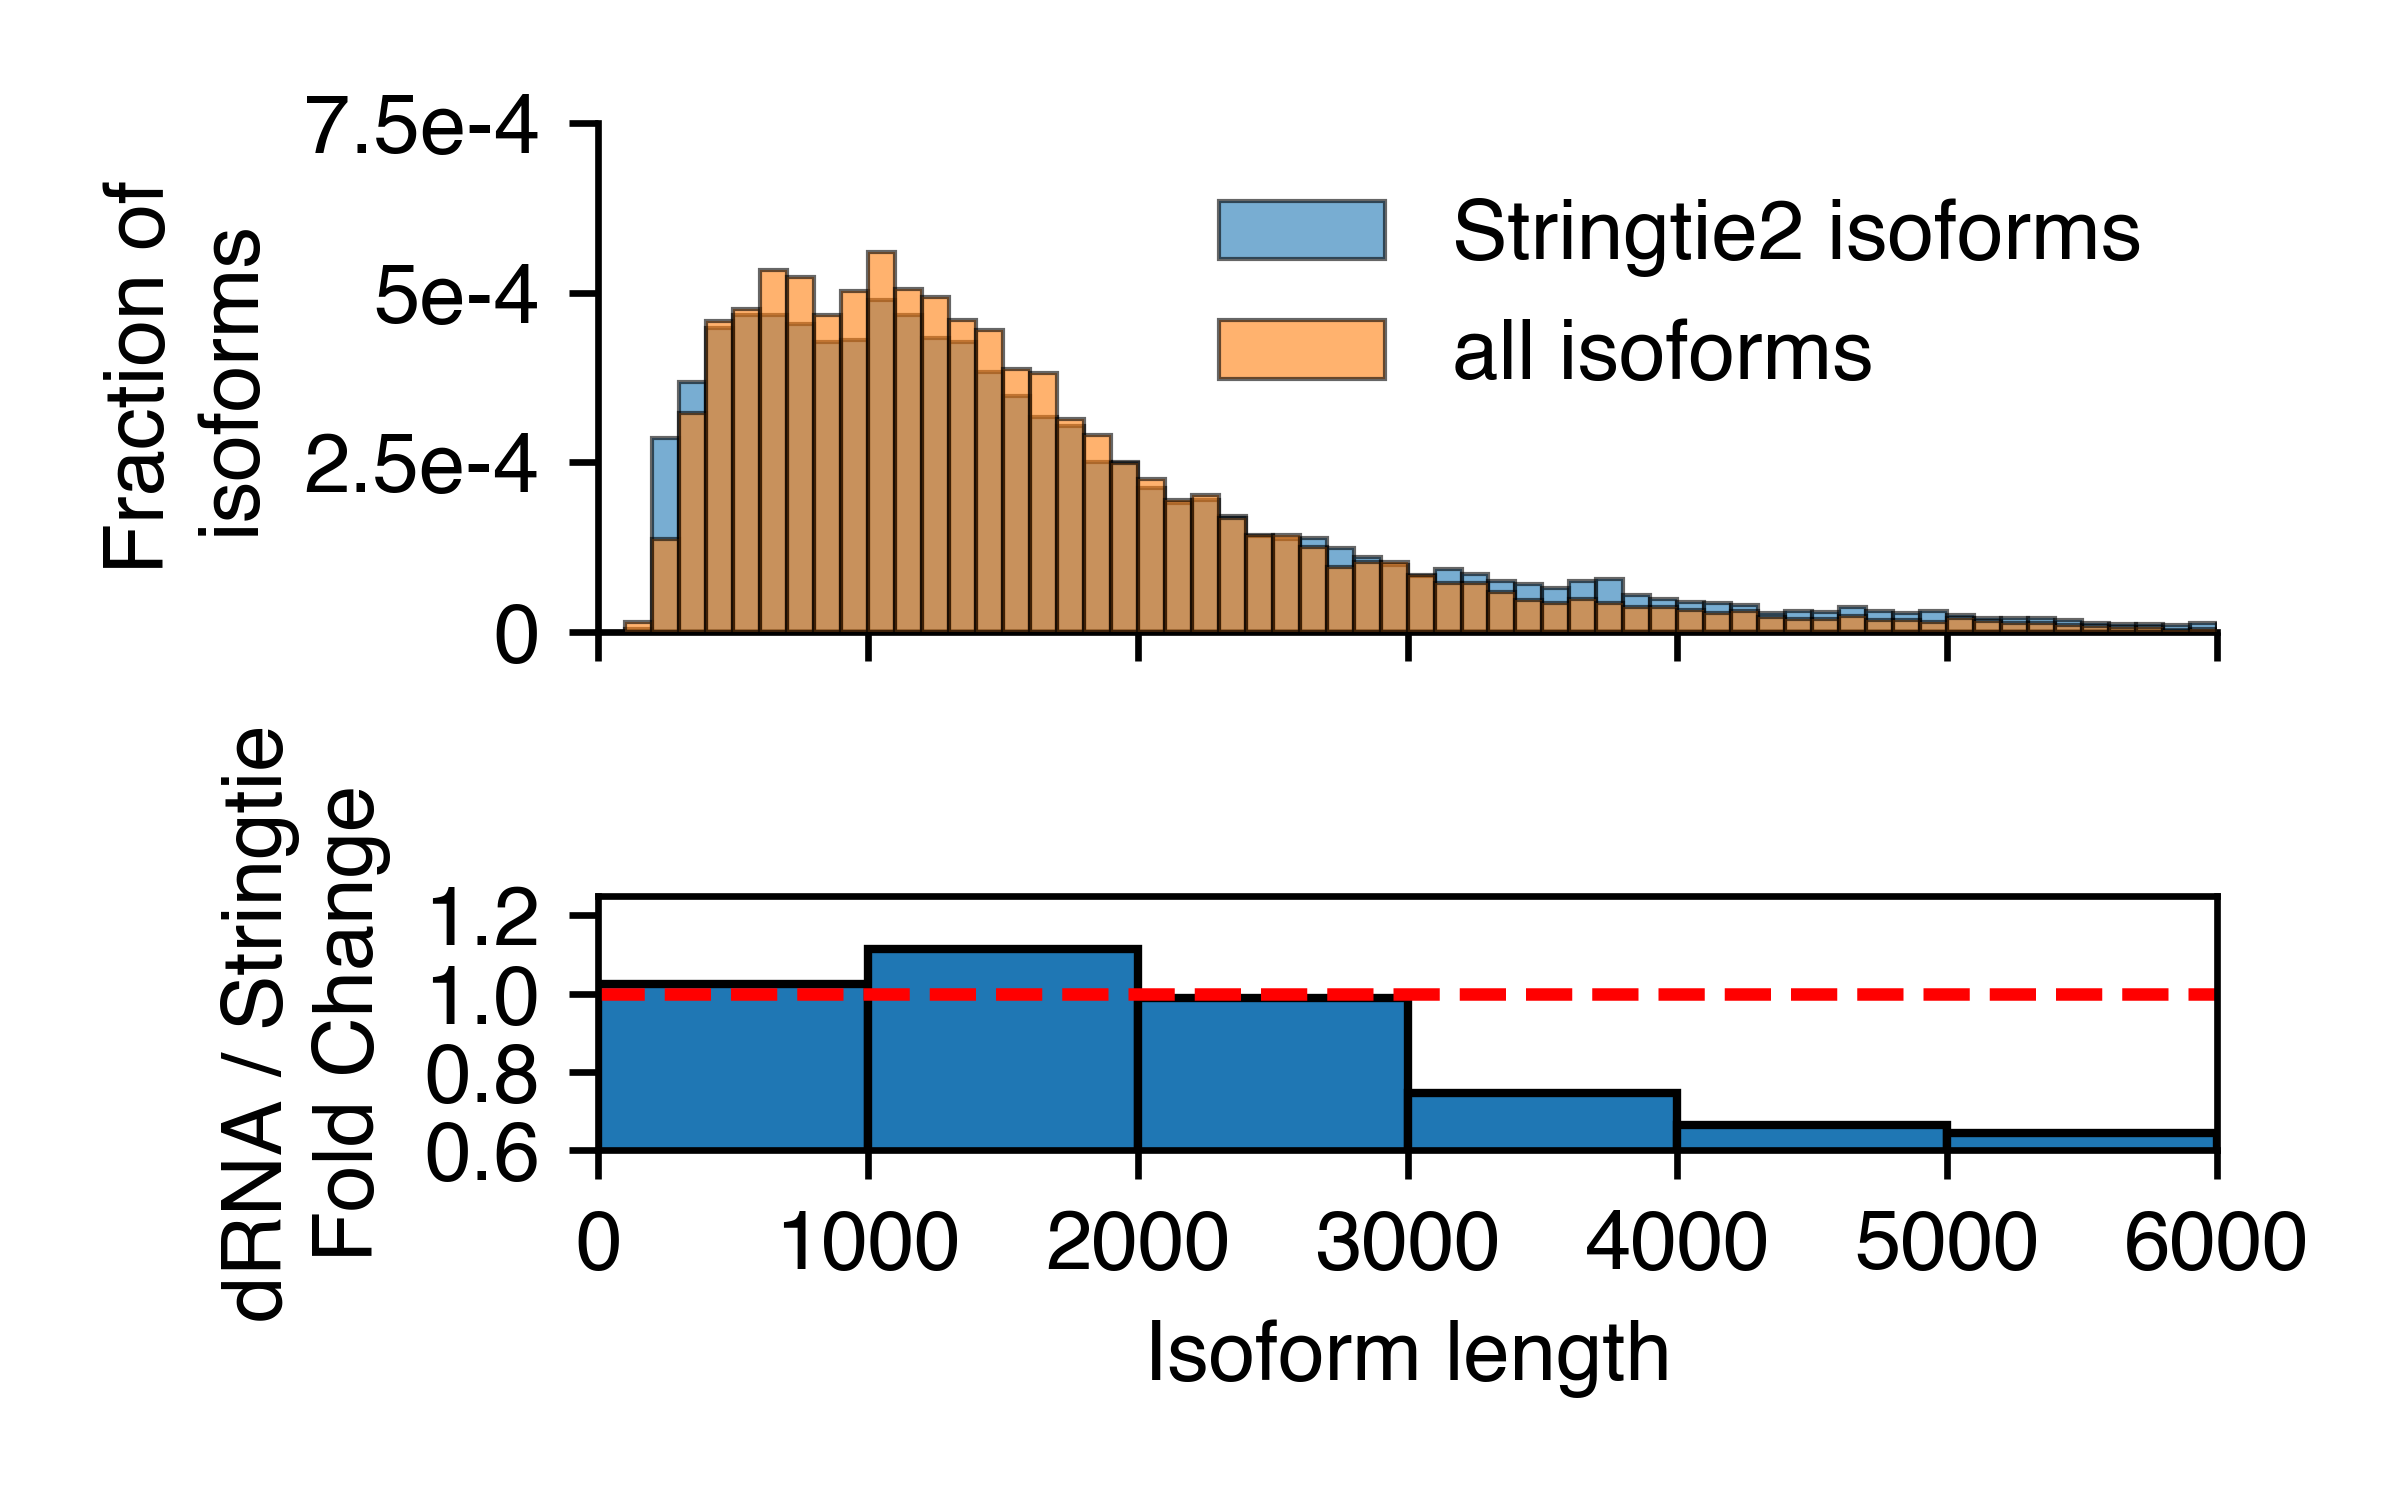 Fraction of
isoforms
7.5e-4
5e-4
2.5e-4
0
Stringtie2 isoforms
all isoforms
dRNA / Stringtie
Fold Change
1.2
1.0
0.8
0.6
0 1000 2000 3000 4000 5000 6000
Isoform length